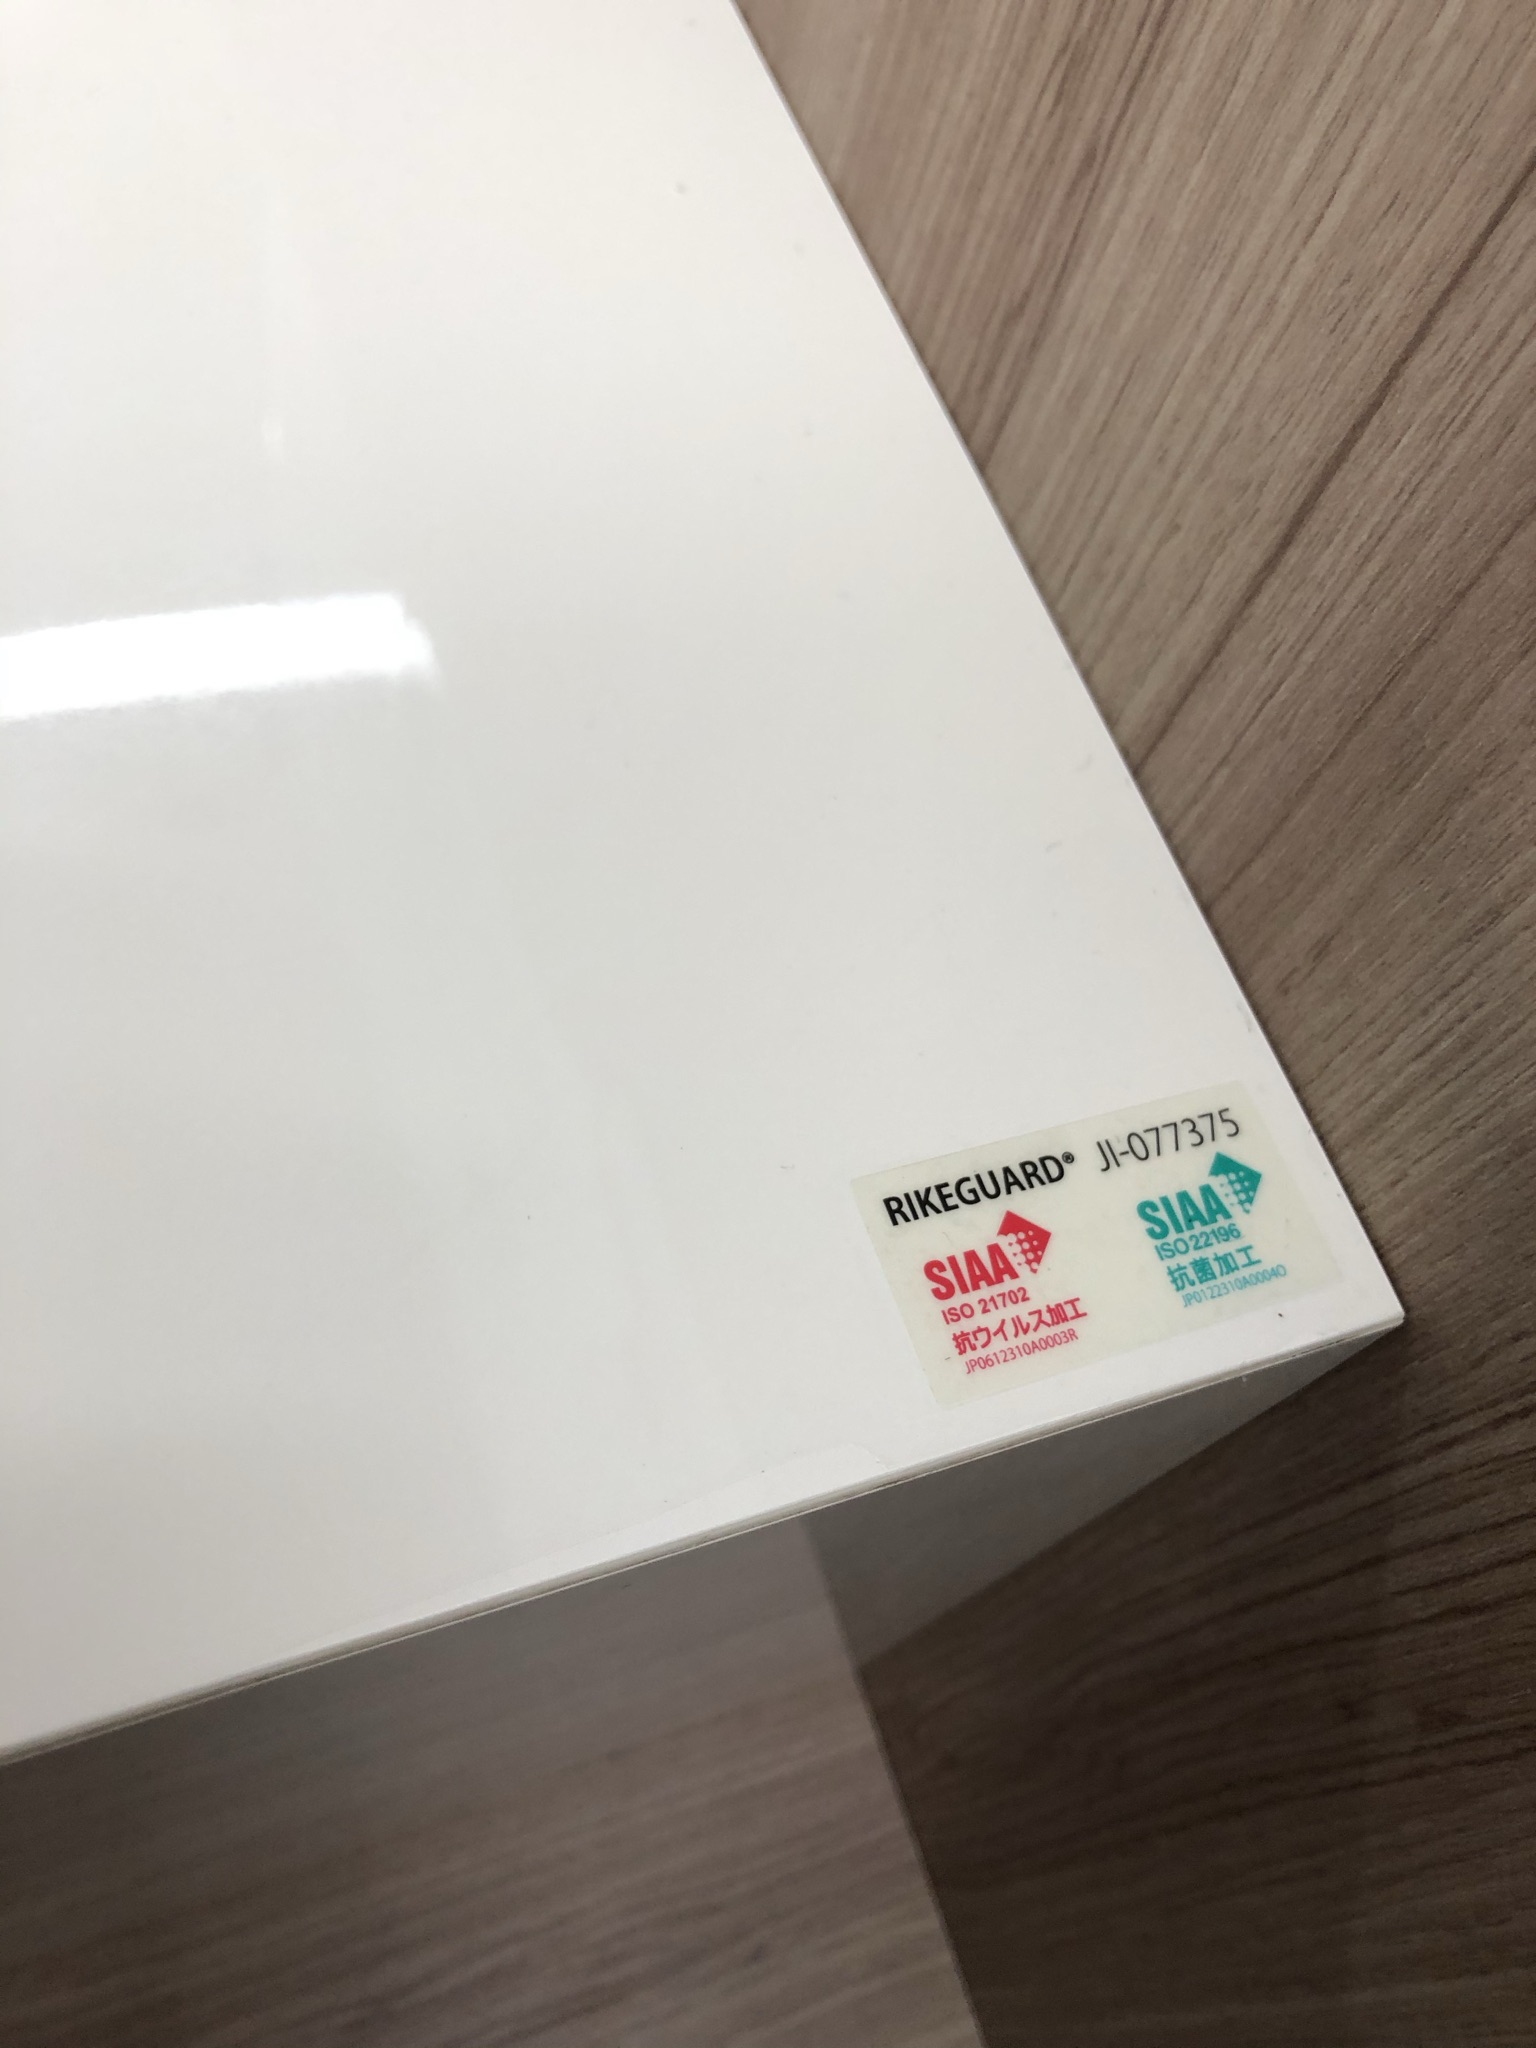 RIKEGUARD® JI-077375
SIAA
ISO 21702
抗ウイルス加工
JP0612310A0003R
SIAA
ISO 22196
抗菌加工
JP0122310A0004O